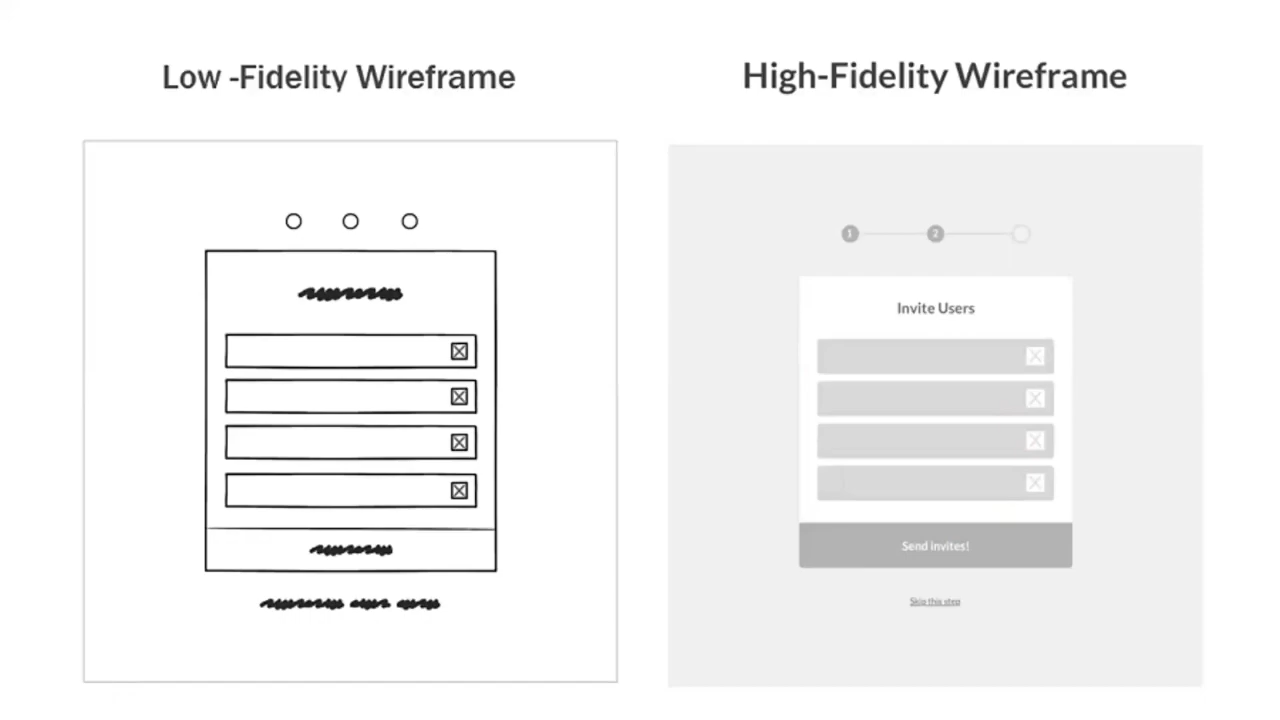 Low -Fidelity Wireframe
High-Fidelity Wireframe
1
2
Invite Users
Send invites!
Skip this step